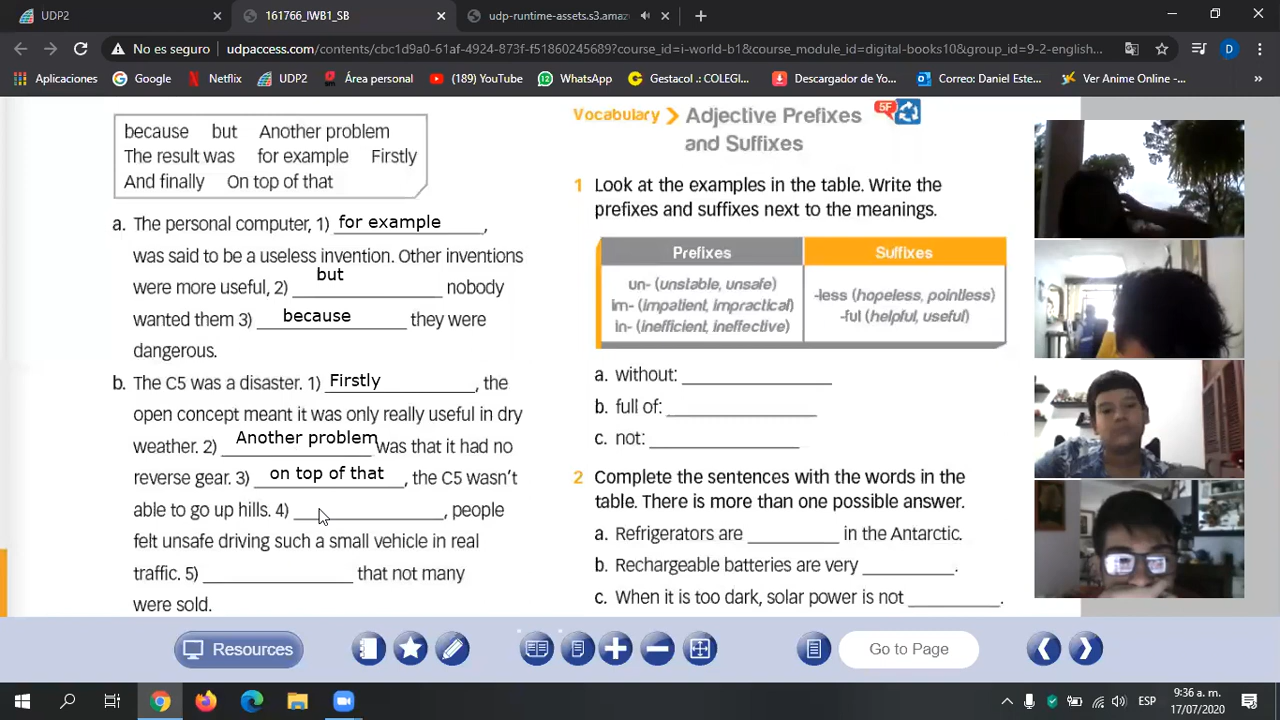 UDP2
161766_IWB1_SB
udp-runtime-assets.s3.amaz
No es seguro
udpaccess.com/contents/cbc1d9a0-61af-4924-873f-f51860245689?course_id=i-world-b1&course_module_id=digital-books10&group_id=9-2-english...
D
Aplicaciones
Google
Netflix
UDP2
Área personal
(189) YouTube
WhatsApp
Gestacol .: COLEGI...
Descargador de Yo...
Correo: Daniel Este...
Ver Anime Online -...
»
because but Another problem
The result was for example Firstly
And finally On top of that
a. The personal computer, 1) for example,
was said to be a useless invention. Other inventions
were more useful, 2) but nobody
wanted them 3) because they were
dangerous.
b. The C5 was a disaster. 1) Firstly, the
open concept meant it was only really useful in dry
weather. 2) Another problem was that it had no
reverse gear. 3) on top of that, the C5 wasn't
able to go up hills. 4) ____________, people
felt unsafe driving such a small vehicle in real
traffic. 5) ____________ that not many
were sold.
Vocabulary Adjective Prefixes
and Suffixes
5F
1 Look at the examples in the table. Write the
prefixes and suffixes next to the meanings.
Prefixes Suffixes
un- (unstable, unsafe)
im- (impatient, impractical)
in- (inefficient, ineffective)
-less (hopeless, pointless)
-ful (helpful, useful)
a. without: ____________
b. full of: ____________
c. not: ____________
2 Complete the sentences with the words in the
table. There is more than one possible answer.
a. Refrigerators are ________ in the Antarctic.
b. Rechargeable batteries are very ________.
c. When it is too dark, solar power is not ________.
Resources
Go to Page
ESP
9:36 a. m.
17/07/2020